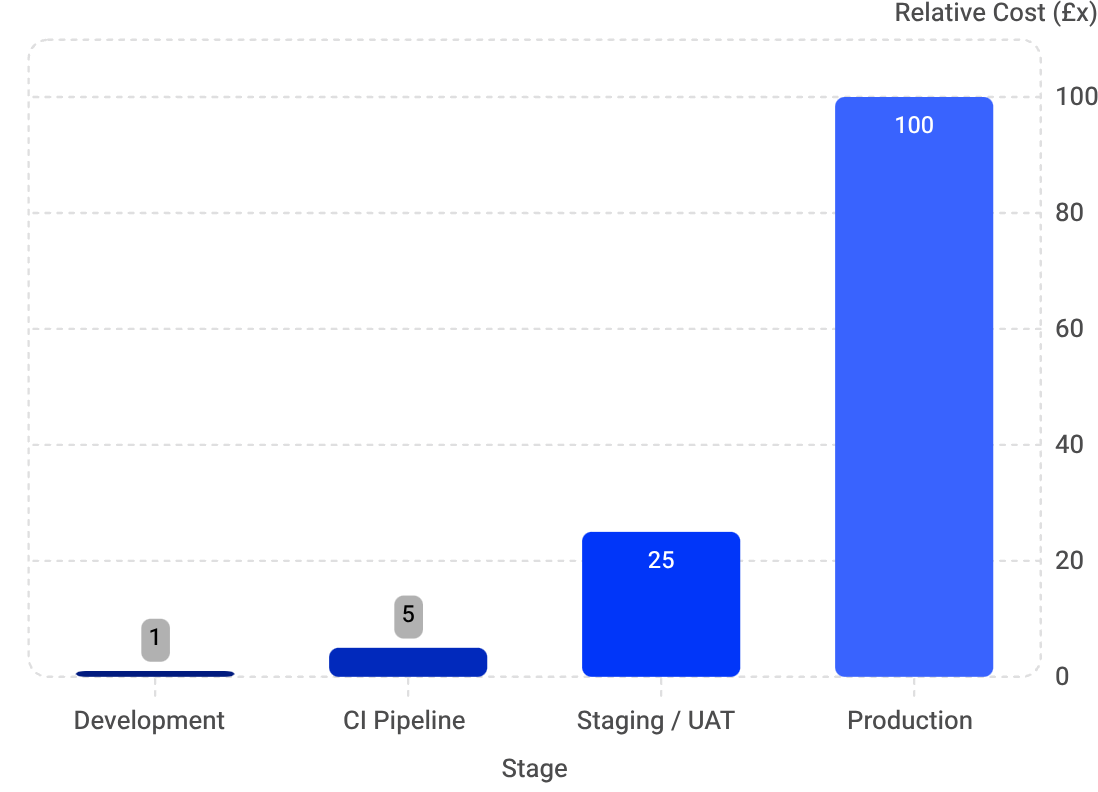 Relative Cost (£x)
100
80
60
40
20
0
1
5
25
100
Development
CI Pipeline
Staging / UAT
Production
Stage